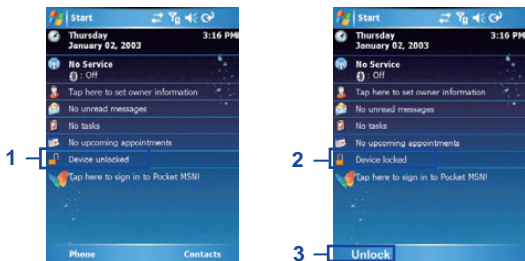 Start
Thursday
January 02, 2003
3:16 PM
No Service
: Off
Tap here to set owner information
No unread messages
No tasks
No upcoming appointments
1
Device unlocked
Tap here to sign in to Pocket MSN!
Phone
Contacts
Start
Thursday
January 02, 2003
3:16 PM
No Service
: Off
Tap here to set owner information
No unread messages
No tasks
No upcoming appointments
2
Device locked
Tap here to sign in to Pocket MSN!
3
Unlock